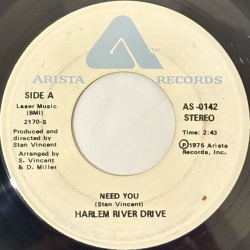 ARISTA RECORDS
SIDE A
Laser Music
(BMI)
2170-S
Produced and
directed by
Stan Vincent
Arranged by
S. Vincent
& D. Miller
AS-0142
STEREO
Time: 2:43
Ⓟ1975 Arista
Records, Inc.
NEED YOU
(Stan Vincent)
HARLEM RIVER DRIVE